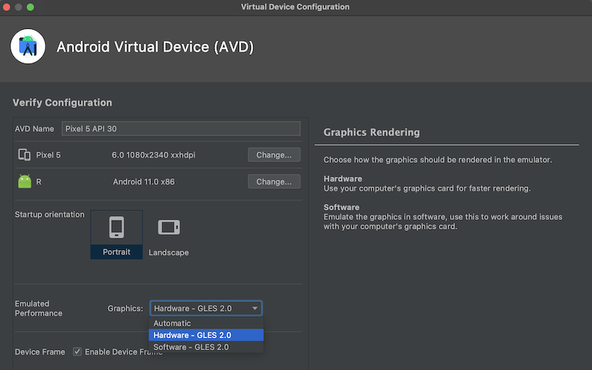 Virtual Device Configuration
Android Virtual Device (AVD)
Verify Configuration
AVD Name Pixel 5 API 30
Pixel 5 6.0 1080x2340 xxhdpi Change...
R Android 11.0 x86 Change...
Startup orientation
Portrait
Landscape
Emulated
Performance
Graphics: Hardware - GLES 2.0
Automatic
Hardware - GLES 2.0
Software - GLES 2.0
Device Frame Enable Device Frame
Graphics Rendering
Choose how the graphics should be rendered in the emulator.
Hardware
Use your computer's graphics card for faster rendering.
Software
Emulate the graphics in software, use this to work around issues
with your computer's graphics card.